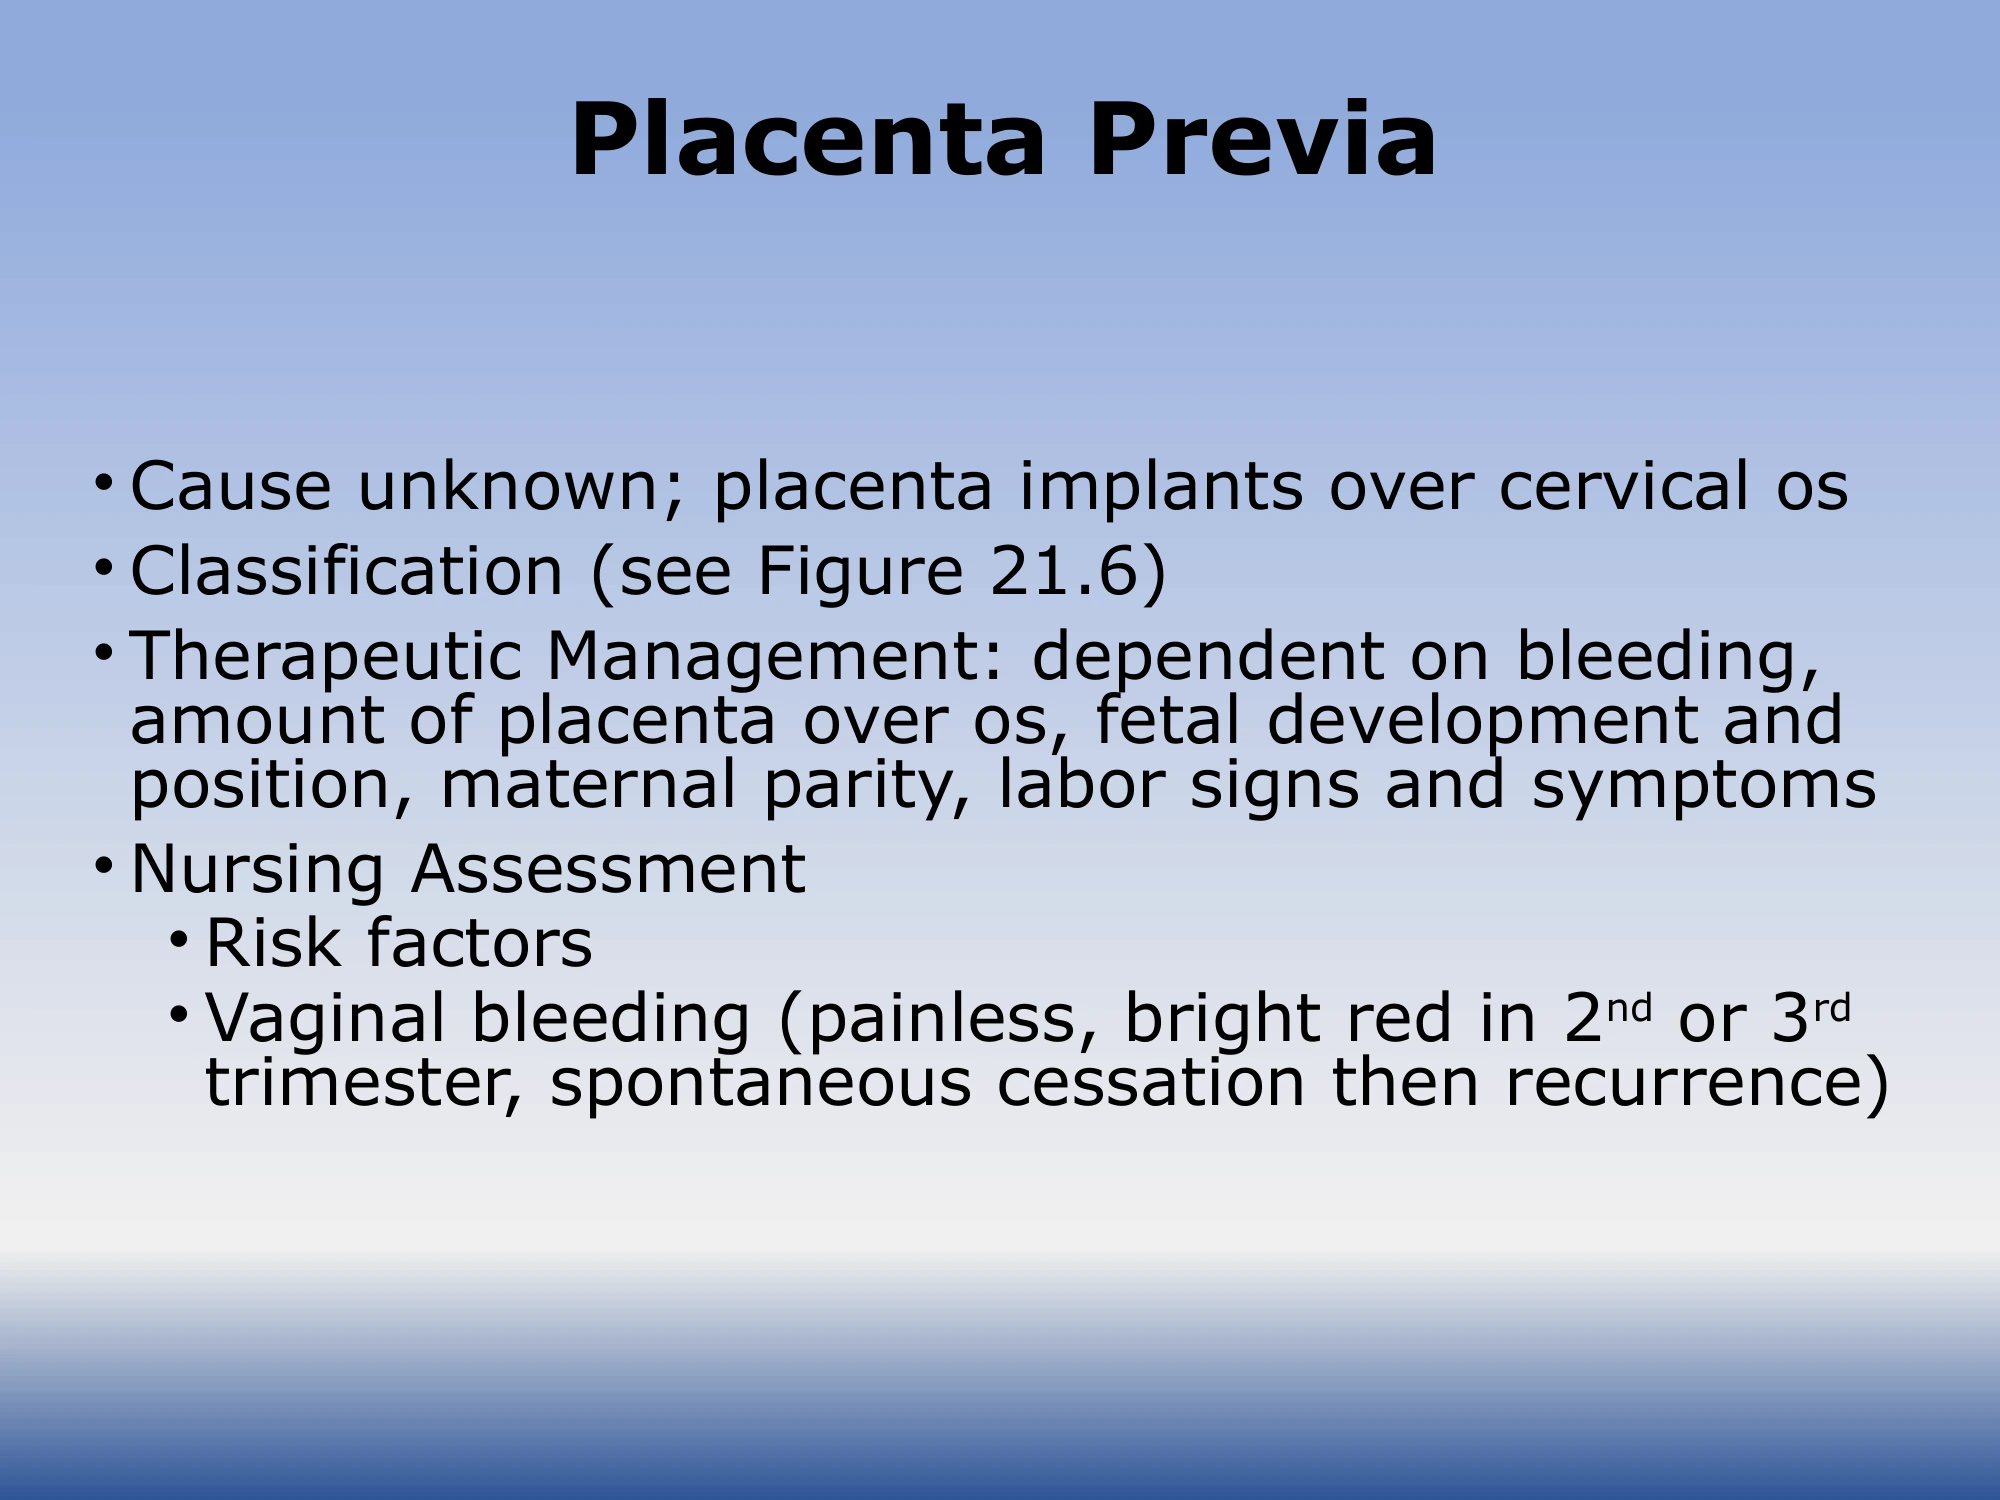 Placenta Previa
• Cause unknown; placenta implants over cervical os
• Classification (see Figure 21.6)
• Therapeutic Management: dependent on bleeding,
amount of placenta over os, fetal development and
position, maternal parity, labor signs and symptoms
• Nursing Assessment
• Risk factors
• Vaginal bleeding (painless, bright red in 2nd or 3rd
trimester, spontaneous cessation then recurrence)